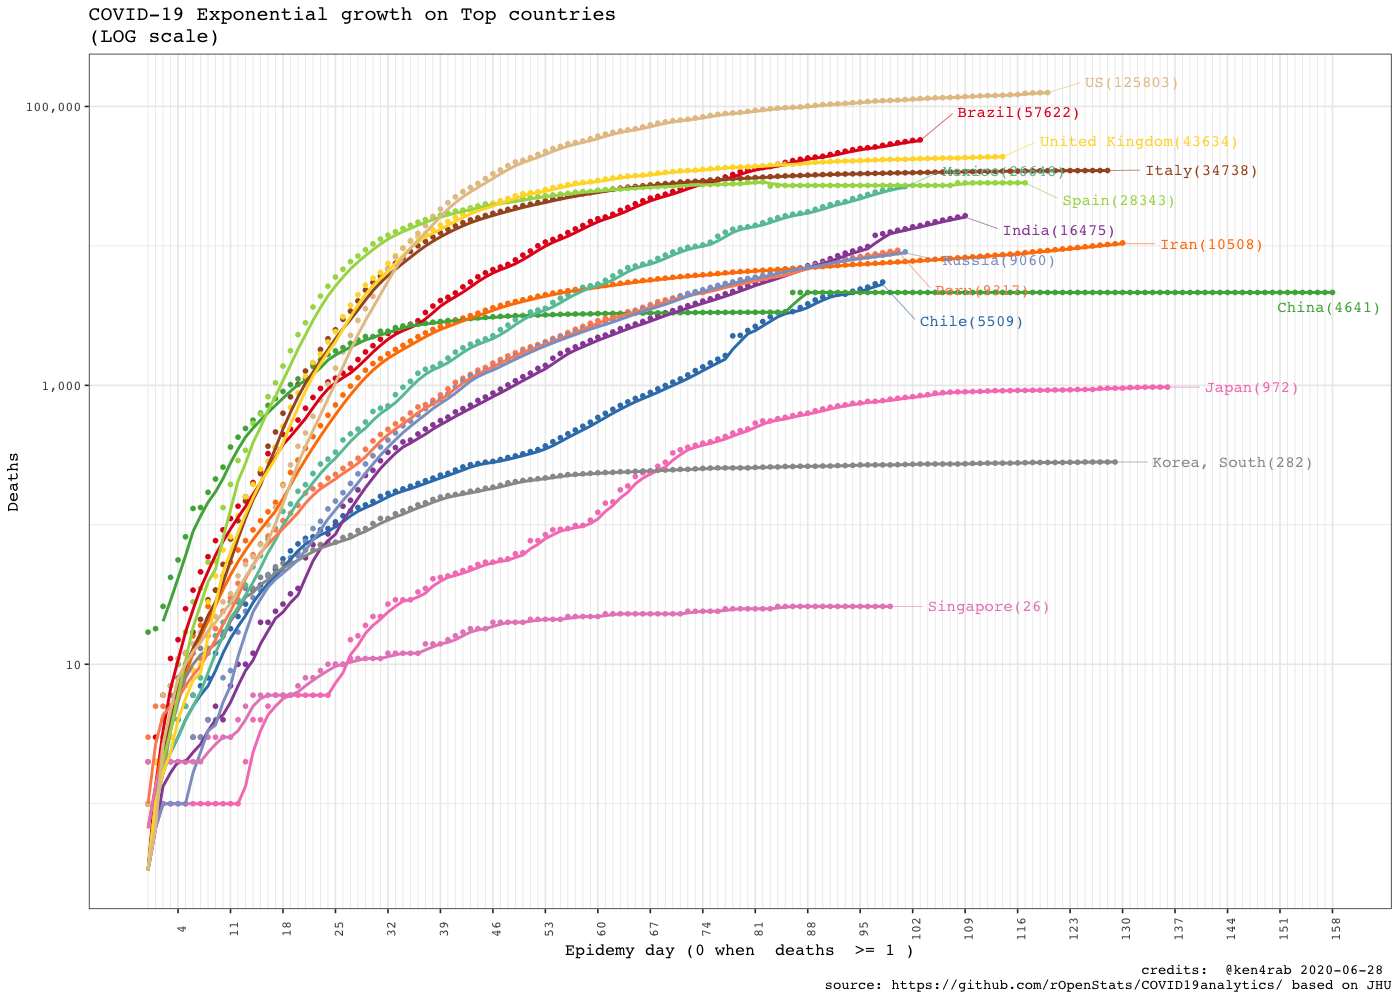 COVID-19 Exponential growth on Top countries
(LOG scale)
100,000
1,000
10
Deaths
US(125803)
Brazil(57622)
United Kingdom(43634)
Italy(34738)
Spain(28343)
India(16475)
Iran(10508)
Russia(9060)
Peru(9317)
China(4641)
Chile(5509)
Japan(972)
Korea, South(282)
Singapore(26)
4 11 18 25 32 39 46 53 60 67 74 81 88 95 102 109 116 123 130 137 144 151 158
Epidemy day (0 when deaths >= 1 )
credits: @ken4rab 2020-06-28
source: https://github.com/rOpenStats/COVID19analytics/ based on JHU